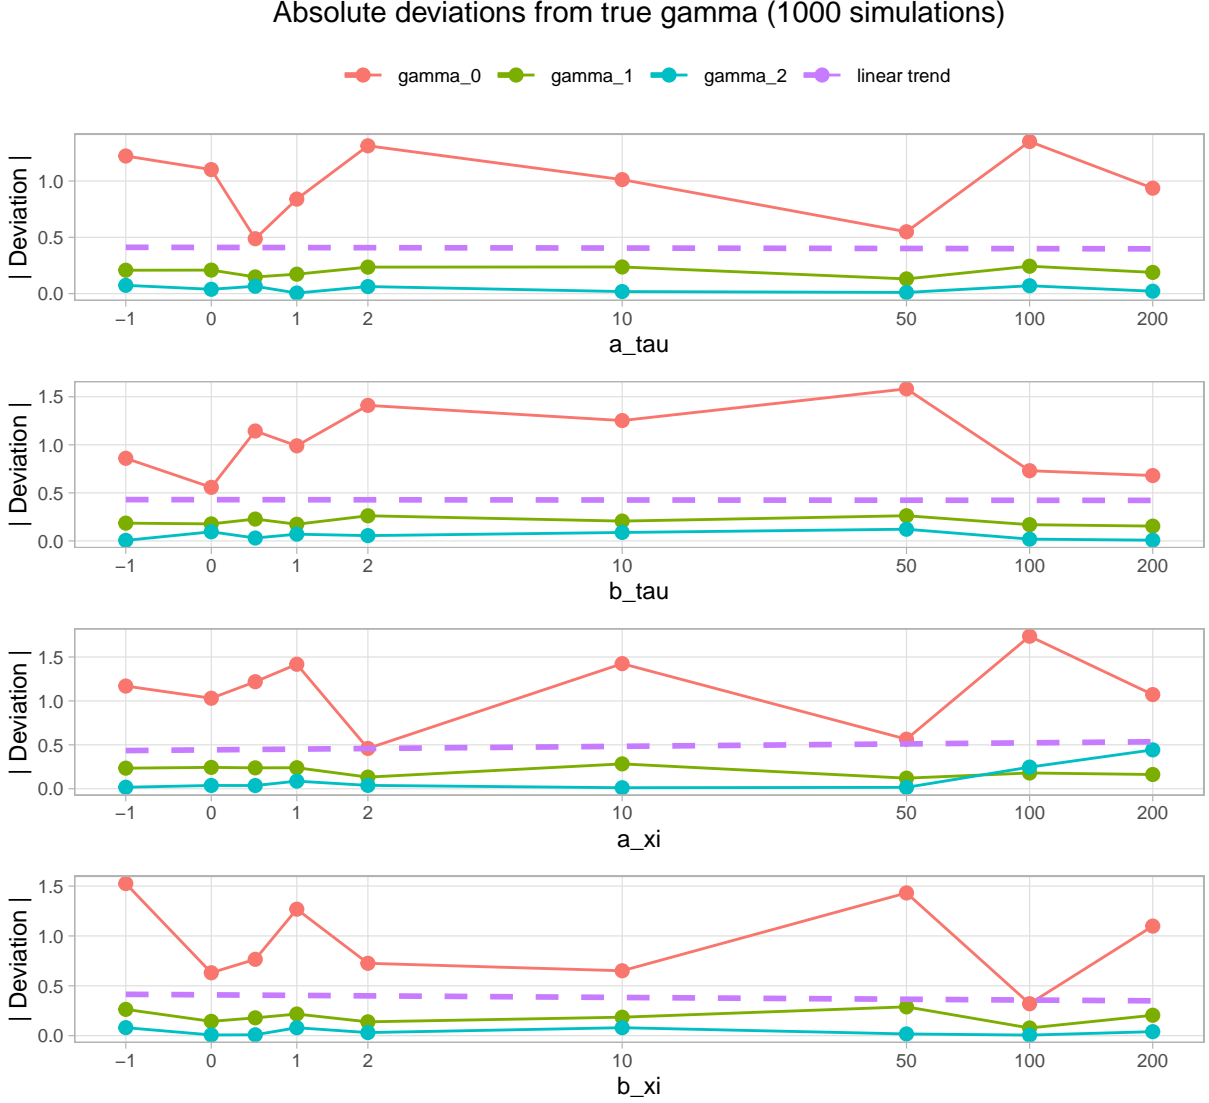 Absolute deviations from true gamma (1000 simulations)
gamma_0 gamma_1 gamma_2 linear trend
| Deviation |
1.0
0.5
0.0
−1 0 1 2 10 50 100 200
a_tau
| Deviation |
1.5
1.0
0.5
0.0
−1 0 1 2 10 50 100 200
b_tau
| Deviation |
1.5
1.0
0.5
0.0
−1 0 1 2 10 50 100 200
a_xi
| Deviation |
1.5
1.0
0.5
0.0
−1 0 1 2 10 50 100 200
b_xi